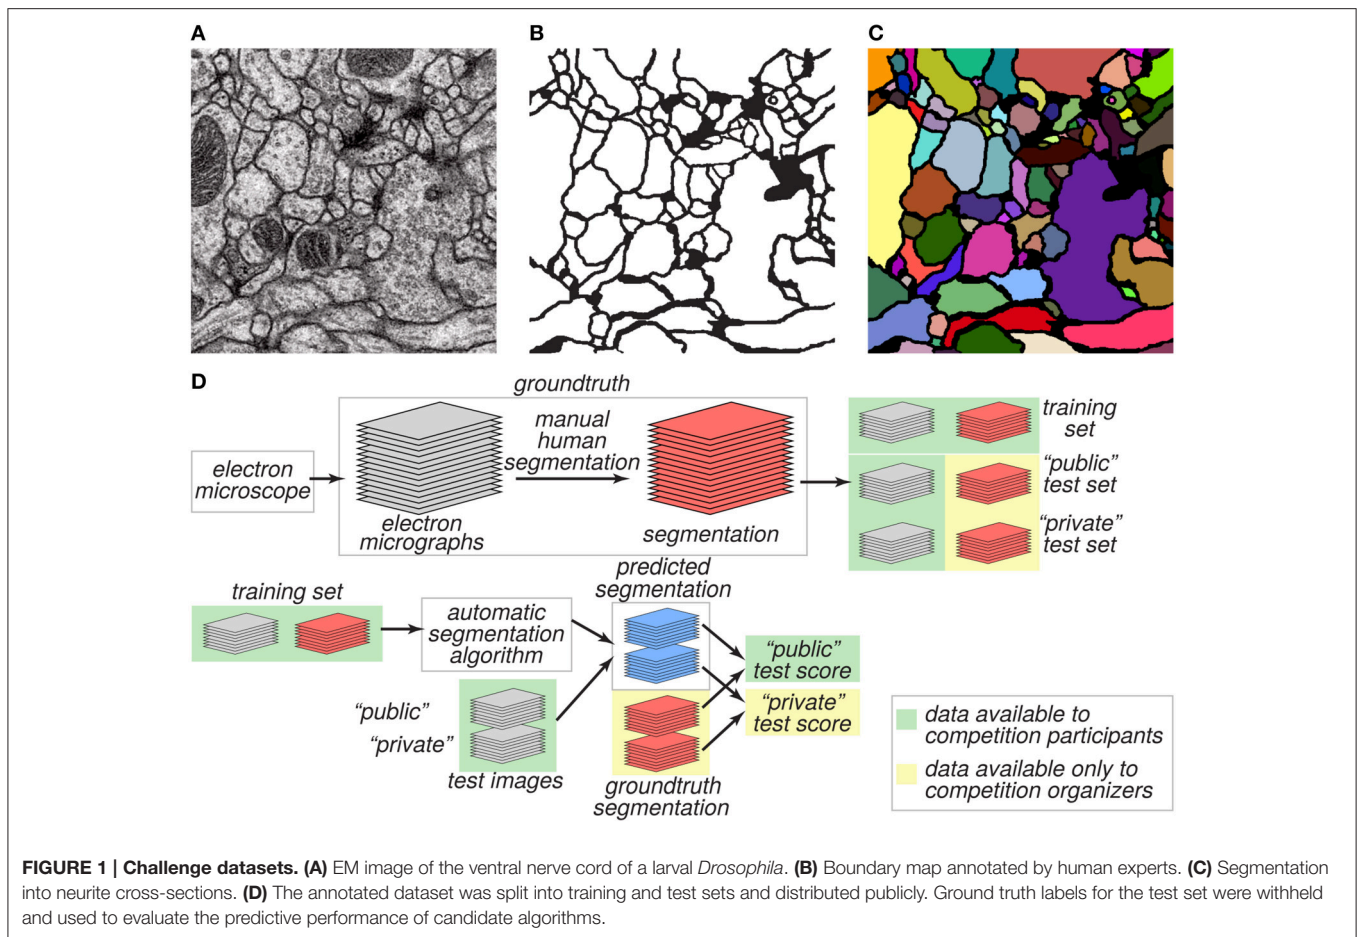 A
B
C
D
groundtruth
electron
microscope
manual
human
segmentation
electron
micrographs
segmentation
training
set
“public”
test set
“private”
test set
training set
automatic
segmentation
algorithm
predicted
segmentation
“public”
test score
“private”
test score
“public”
“private”
test images
groundtruth
segmentation
data available to
competition participants
data available only to
competition organizers
FIGURE 1 | Challenge datasets. (A) EM image of the ventral nerve cord of a larval Drosophila. (B) Boundary map annotated by human experts. (C) Segmentation
into neurite cross-sections. (D) The annotated dataset was split into training and test sets and distributed publicly. Ground truth labels for the test set were withheld
and used to evaluate the predictive performance of candidate algorithms.